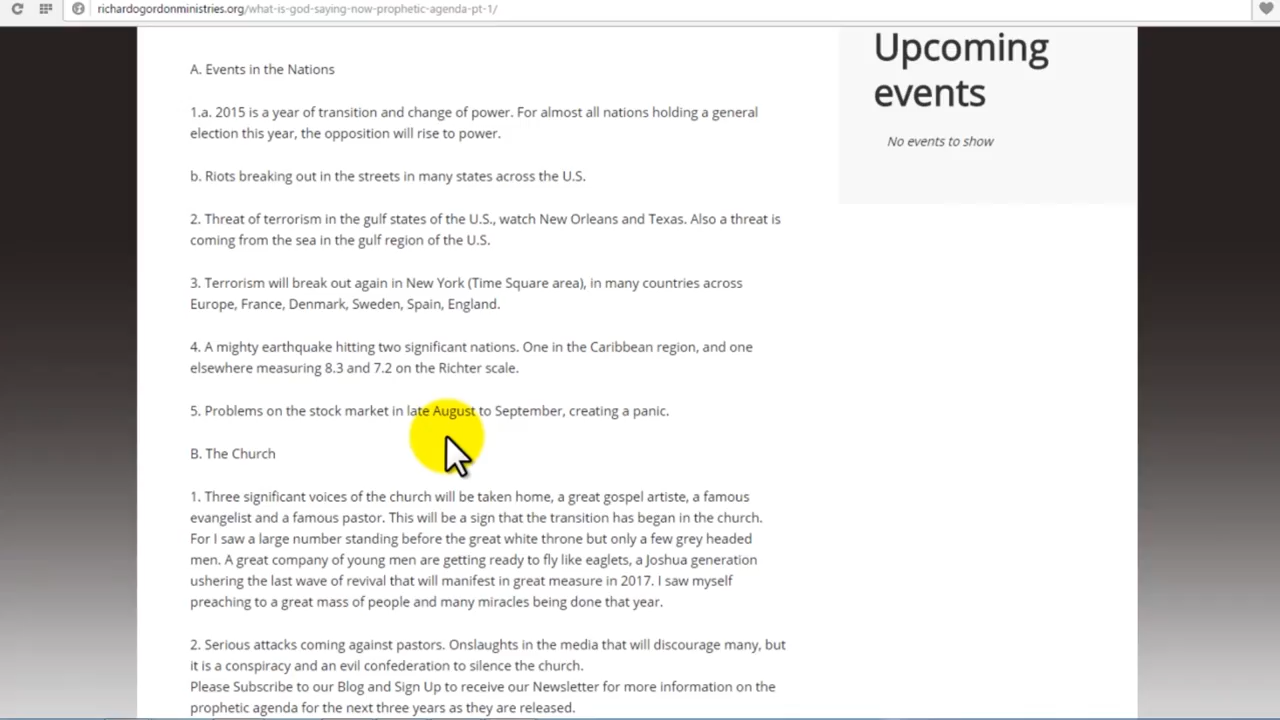 richardogordonministries.org/what-is-god-saying-now-prophetic-agenda-pt-1/
A. Events in the Nations
1.a. 2015 is a year of transition and change of power. For almost all nations holding a general
election this year, the opposition will rise to power.
b. Riots breaking out in the streets in many states across the U.S.
2. Threat of terrorism in the gulf states of the U.S., watch New Orleans and Texas. Also a threat is
coming from the sea in the gulf region of the U.S.
3. Terrorism will break out again in New York (Time Square area), in many countries across
Europe, France, Denmark, Sweden, Spain, England.
4. A mighty earthquake hitting two significant nations. One in the Caribbean region, and one
elsewhere measuring 8.3 and 7.2 on the Richter scale.
5. Problems on the stock market in late August to September, creating a panic.
B. The Church
1. Three significant voices of the church will be taken home, a great gospel artiste, a famous
evangelist and a famous pastor. This will be a sign that the transition has began in the church.
For I saw a large number standing before the great white throne but only a few grey headed
men. A great company of young men are getting ready to fly like eaglets, a Joshua generation
ushering the last wave of revival that will manifest in great measure in 2017. I saw myself
preaching to a great mass of people and many miracles being done that year.
2. Serious attacks coming against pastors. Onslaughts in the media that will discourage many, but
it is a conspiracy and an evil confederation to silence the church.
Please Subscribe to our Blog and Sign Up to receive our Newsletter for more information on the
prophetic agenda for the next three years as they are released.
Upcoming
events
No events to show